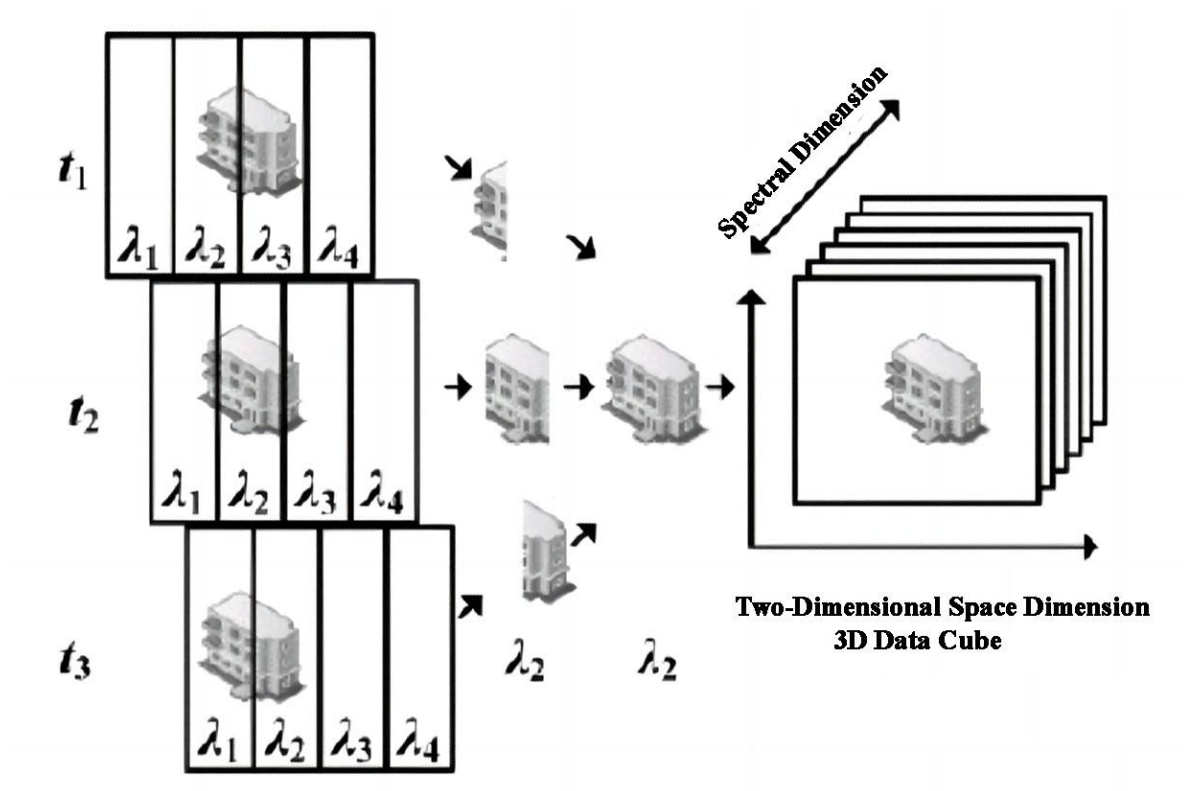 t₁
λ₁ λ₂ λ₃ λ₄
t₂
λ₁ λ₂ λ₃ λ₄
t₃
λ₁ λ₂ λ₃ λ₄
λ₂ λ₂
Spectral Dimension
Two-Dimensional Space Dimension
3D Data Cube